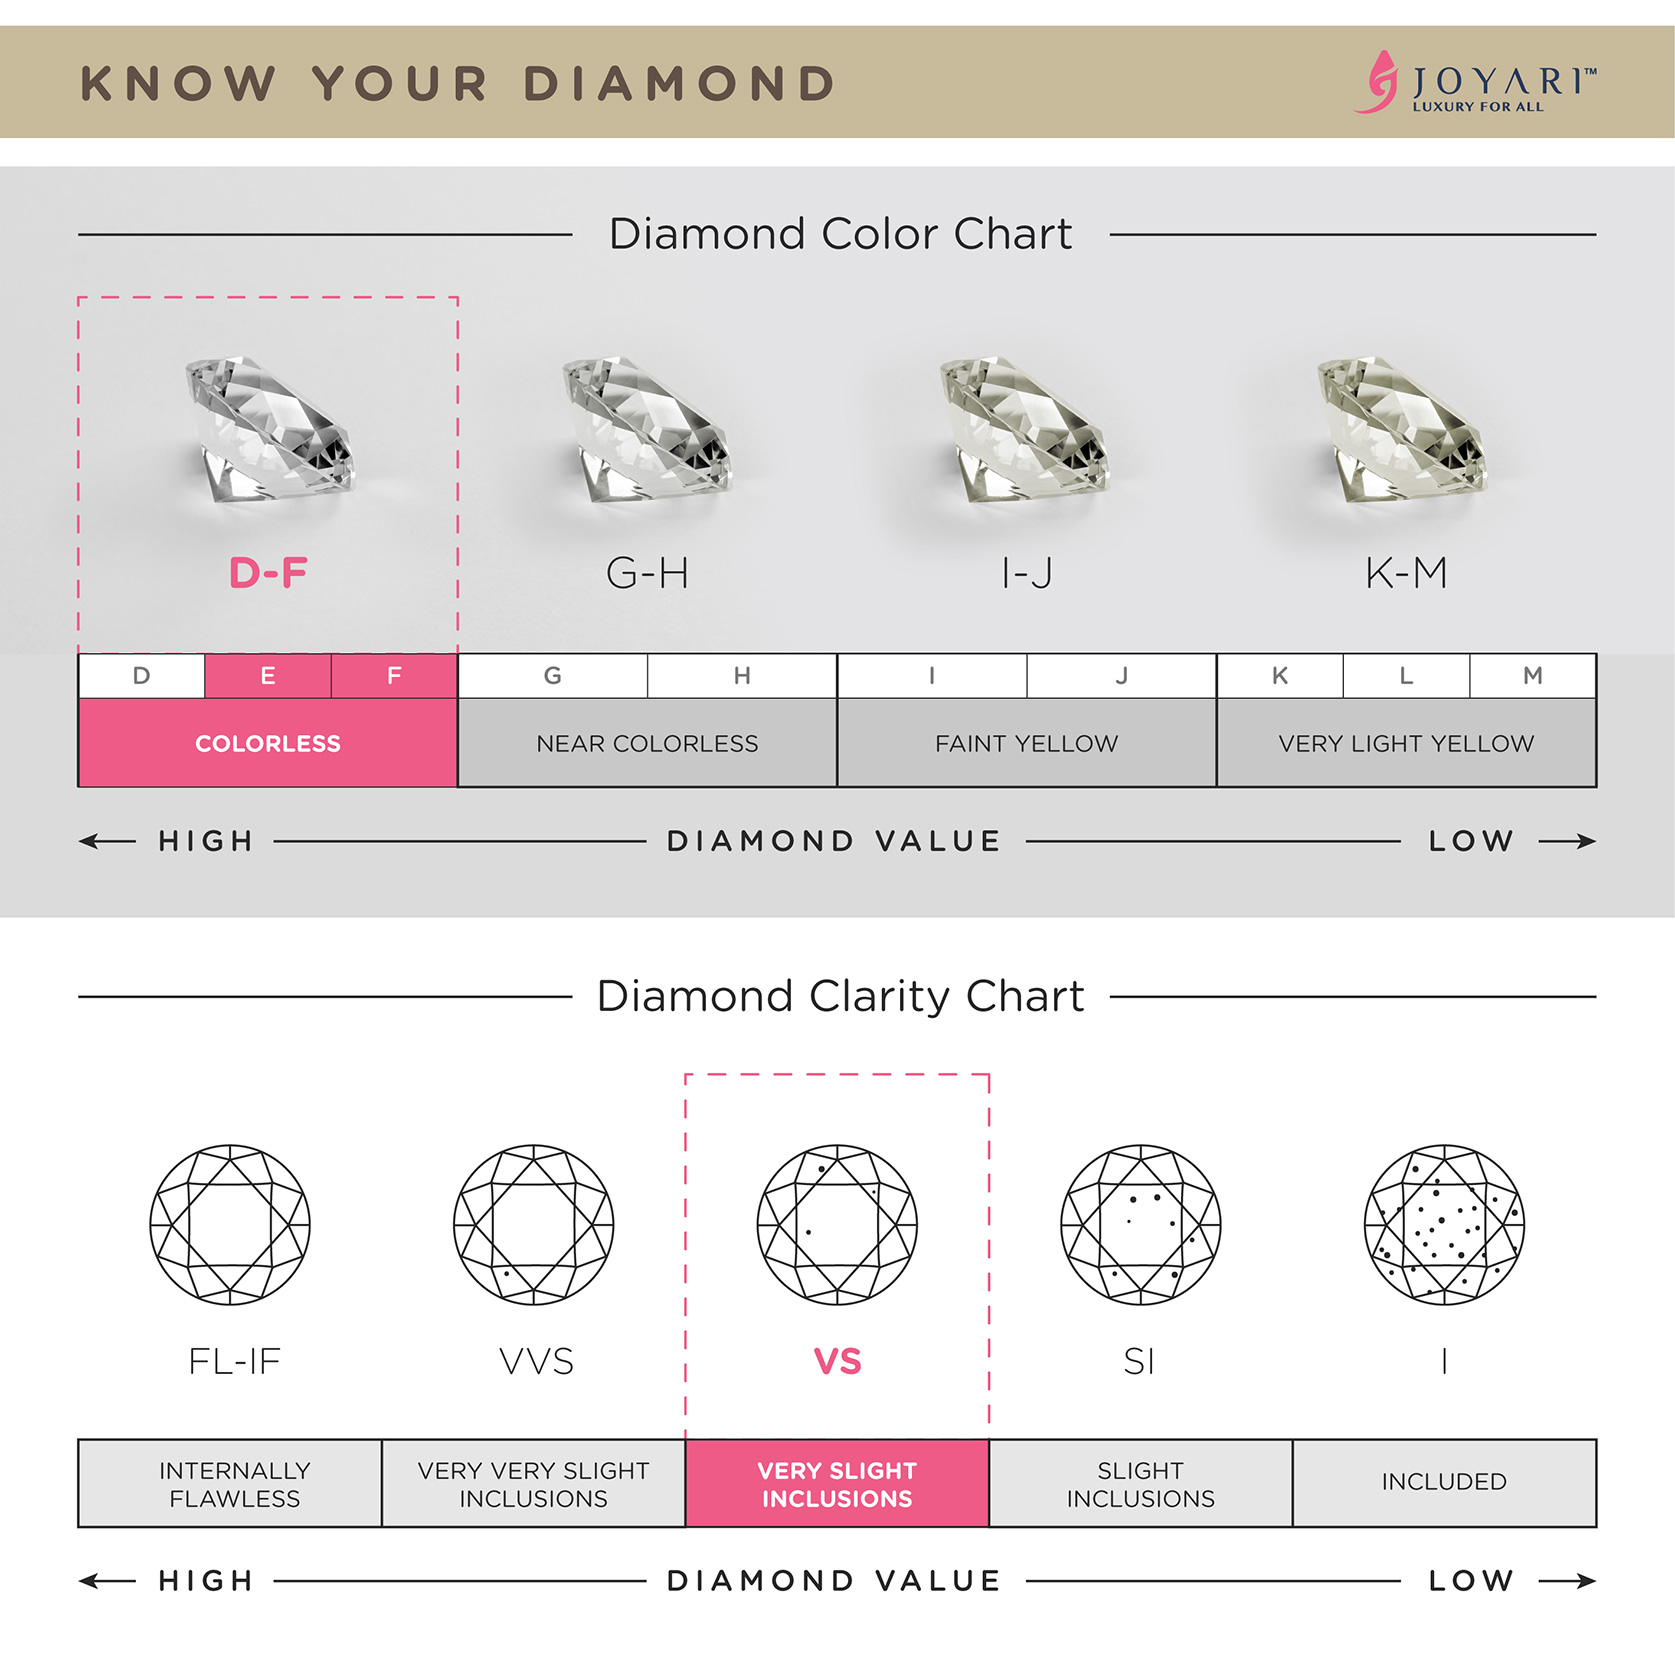 KNOW YOUR DIAMOND
JOYARI™
LUXURY FOR ALL
Diamond Color Chart
D-F
G-H
I-J
K-M
D E F G H I J K L M
COLORLESS
NEAR COLORLESS
FAINT YELLOW
VERY LIGHT YELLOW
HIGH DIAMOND VALUE LOW
Diamond Clarity Chart
FL-IF
VVS
VS
SI
I
INTERNALLY
FLAWLESS
VERY VERY SLIGHT
INCLUSIONS
VERY SLIGHT
INCLUSIONS
SLIGHT
INCLUSIONS
INCLUDED
HIGH DIAMOND VALUE LOW